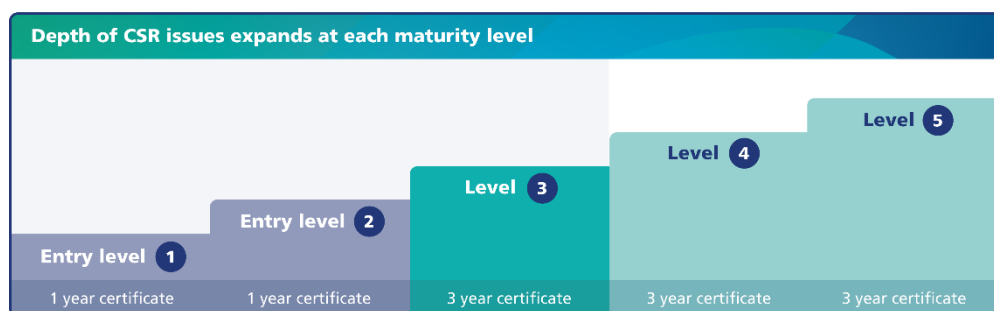 Depth of CSR issues expands at each maturity level
Level 5
Level 4
Level 3
Entry level 2
Entry level 1
1 year certificate
1 year certificate
3 year certificate
3 year certificate
3 year certificate